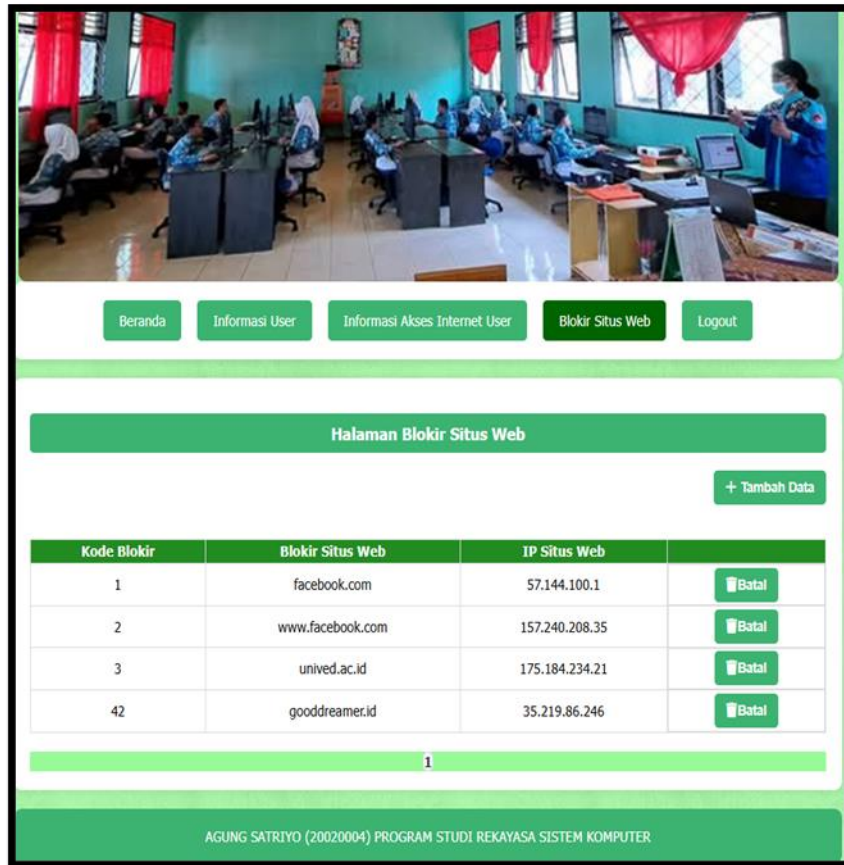 Beranda
Informasi User
Informasi Akses Internet User
Blokir Situs Web
Logout
Halaman Blokir Situs Web
+ Tambah Data
Kode Blokir Blokir Situs Web IP Situs Web
1 facebook.com 57.144.100.1 Batal
2 www.facebook.com 157.240.208.35 Batal
3 unived.ac.id 175.184.234.21 Batal
42 gooddreamer.id 35.219.86.246 Batal
1
AGUNG SATRIYO (20020004) PROGRAM STUDI REKAYASA SISTEM KOMPUTER